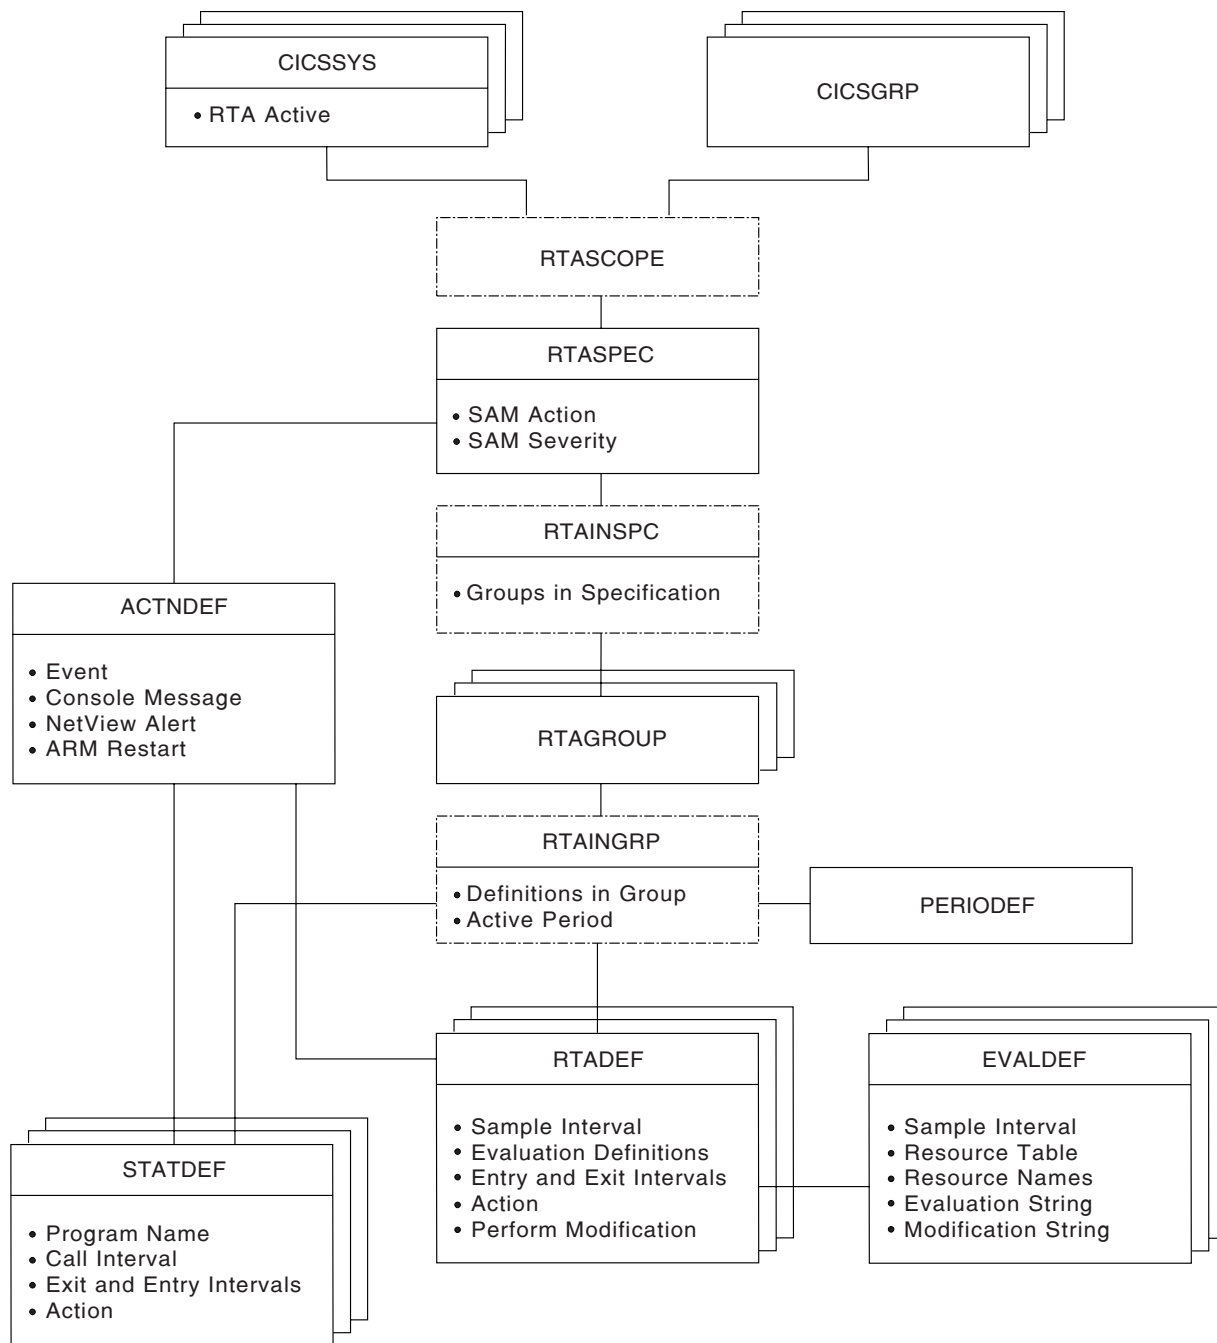 CICSSYS
• RTA Active
CICSGRP
RTASCOPE
RTASPEC
• SAM Action
• SAM Severity
RTAINSPC
• Groups in Specification
ACTNDEF
• Event
• Console Message
• NetView Alert
• ARM Restart
RTAGROUP
RTAINGRP
• Definitions in Group
• Active Period
PERIODEF
RTADEF
• Sample Interval
• Evaluation Definitions
• Entry and Exit Intervals
• Action
• Perform Modification
EVALDEF
• Sample Interval
• Resource Table
• Resource Names
• Evaluation String
• Modification String
STATDEF
• Program Name
• Call Interval
• Exit and Entry Intervals
• Action